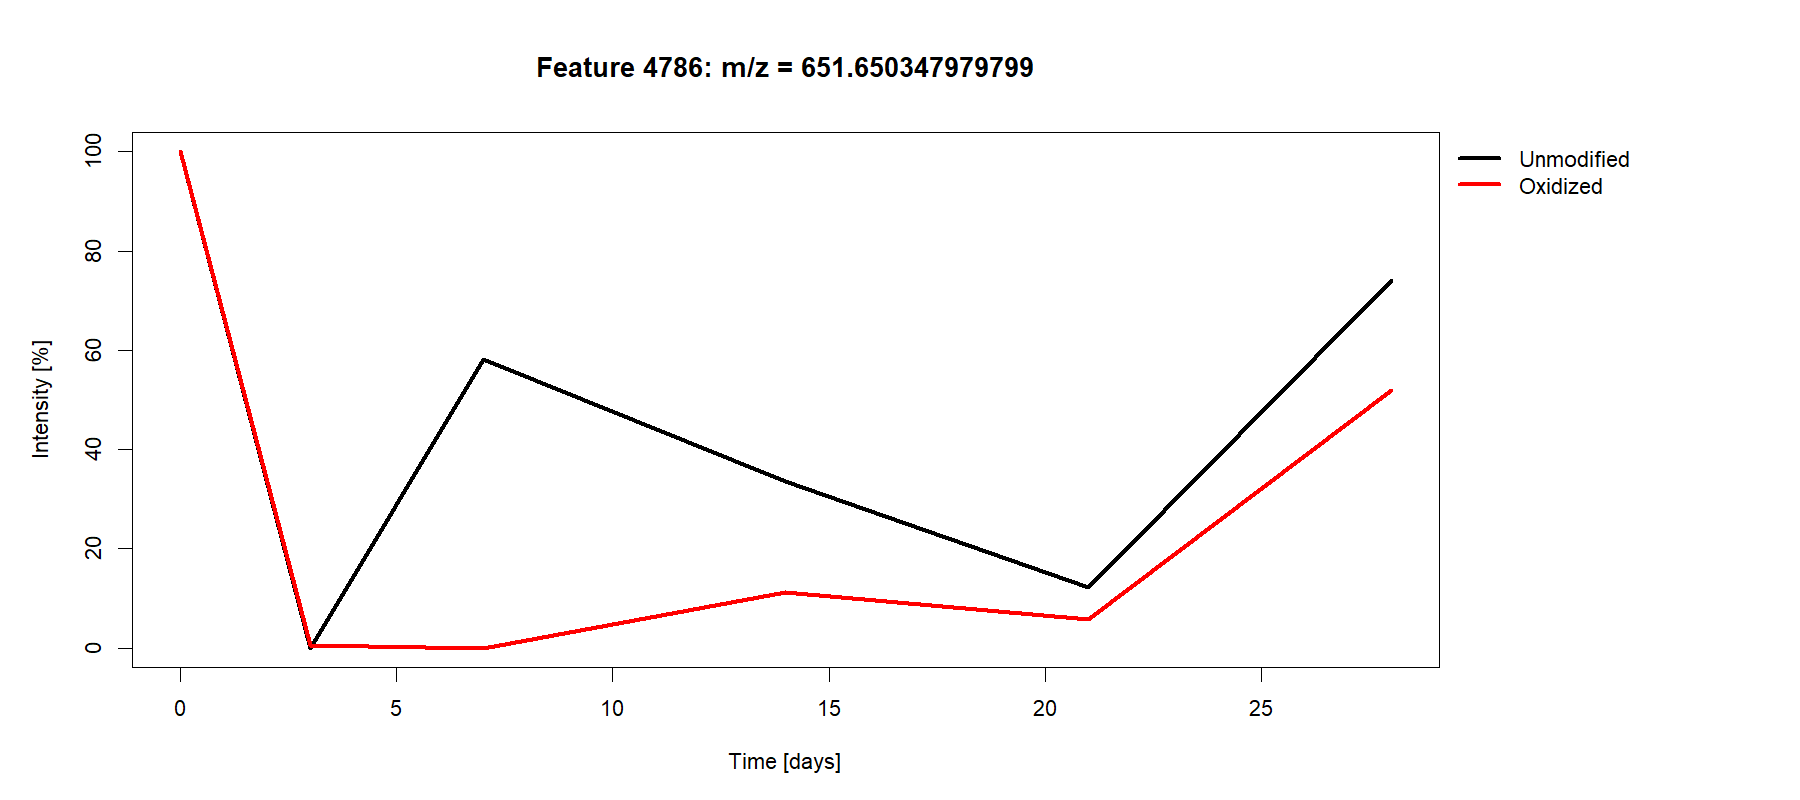 Feature 4786: m/z = 651.650347979799
Unmodified
Oxidized
100
80
60
40
20
0
Intensity [%]
0 5 10 15 20 25
Time [days]